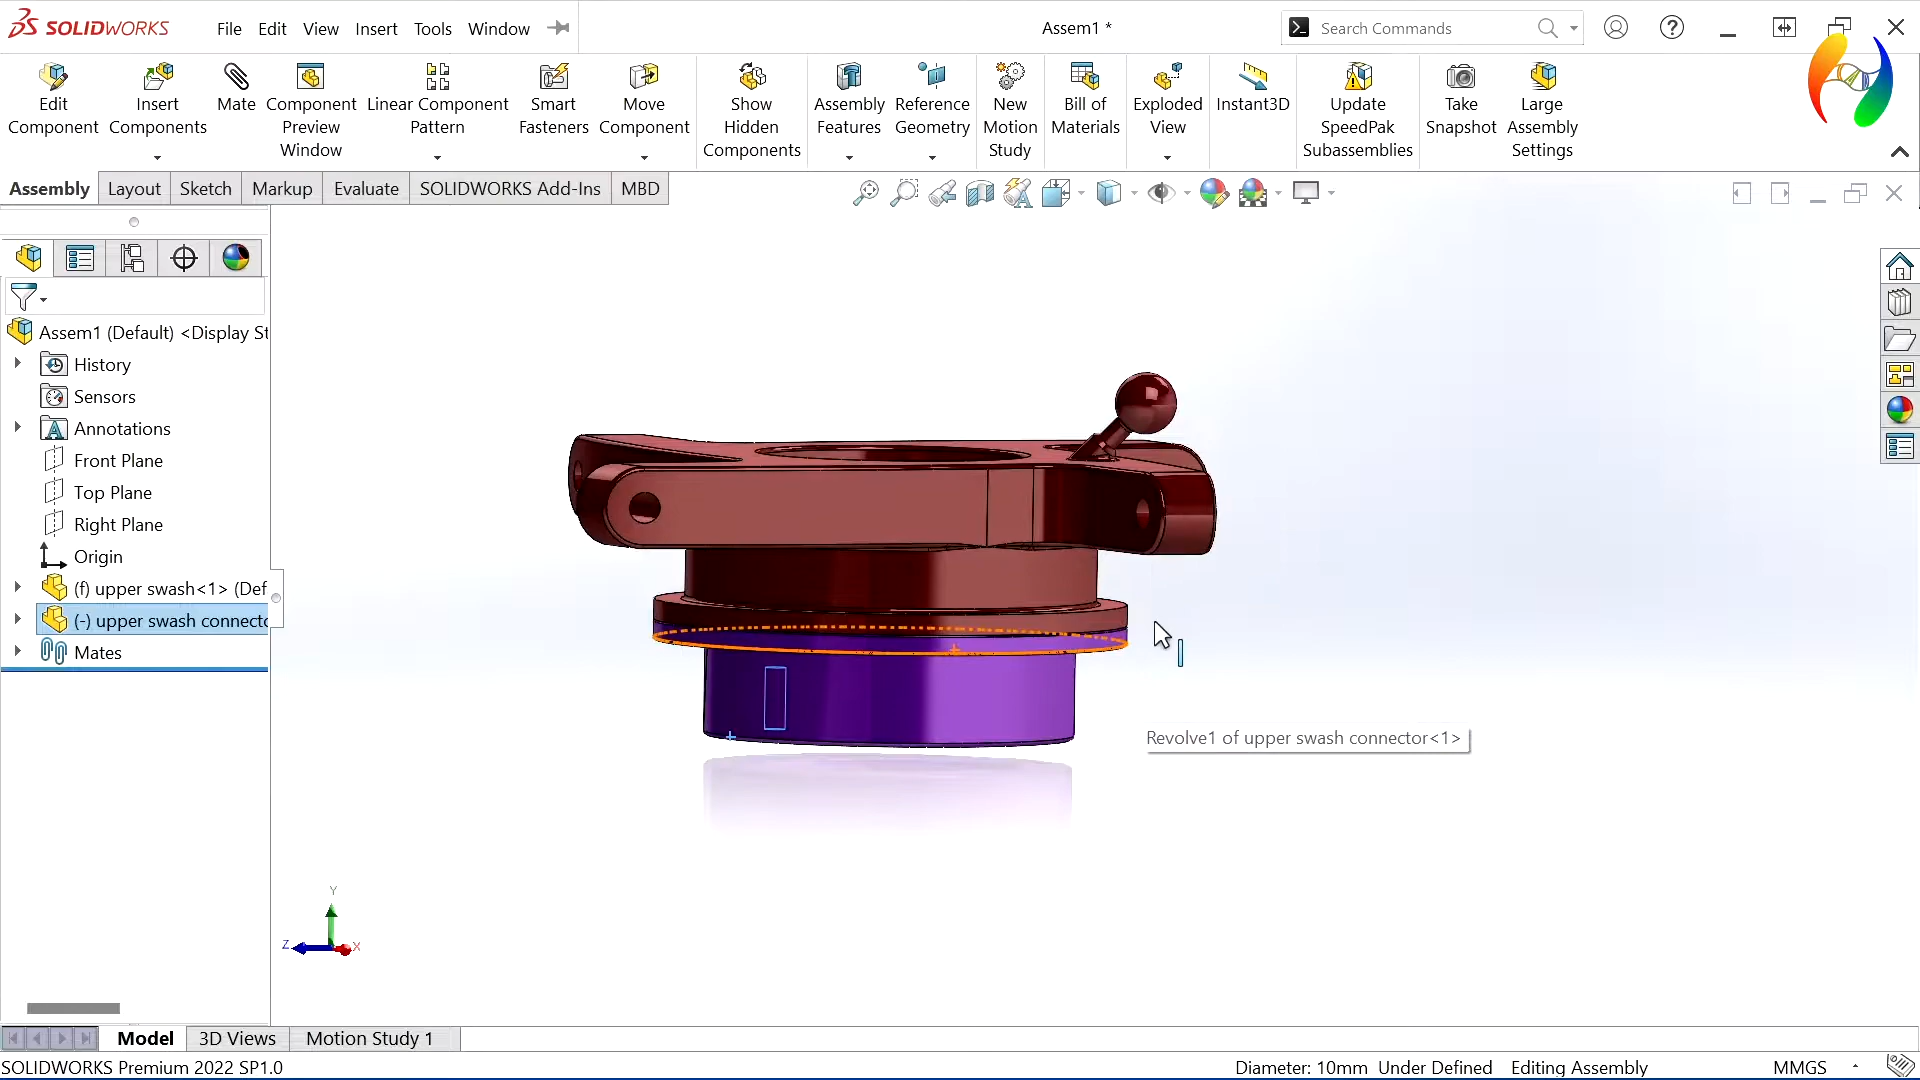 SOLIDWORKS
File Edit View Insert Tools Window
Assem1 *
Search Commands
Edit Component
Insert Components
Mate
Component Preview Window
Linear Component Pattern
Smart Fasteners
Move Component
Show Hidden Components
Assembly Features
Reference Geometry
New Motion Study
Bill of Materials
Exploded View
Instant3D
Update SpeedPak Subassemblies
Take Snapshot
Large Assembly Settings
Assembly Layout Sketch Markup Evaluate SOLIDWORKS Add-Ins MBD
Assem1 (Default) <Display St
History
Sensors
Annotations
Front Plane
Top Plane
Right Plane
Origin
(f) upper swash<1> (Def
(-) upper swash connecto
Mates
Revolve1 of upper swash connector<1>
Y
Z
X
Model 3D Views Motion Study 1
SOLIDWORKS Premium 2022 SP1.0
Diameter: 10mm Under Defined Editing Assembly MMGS